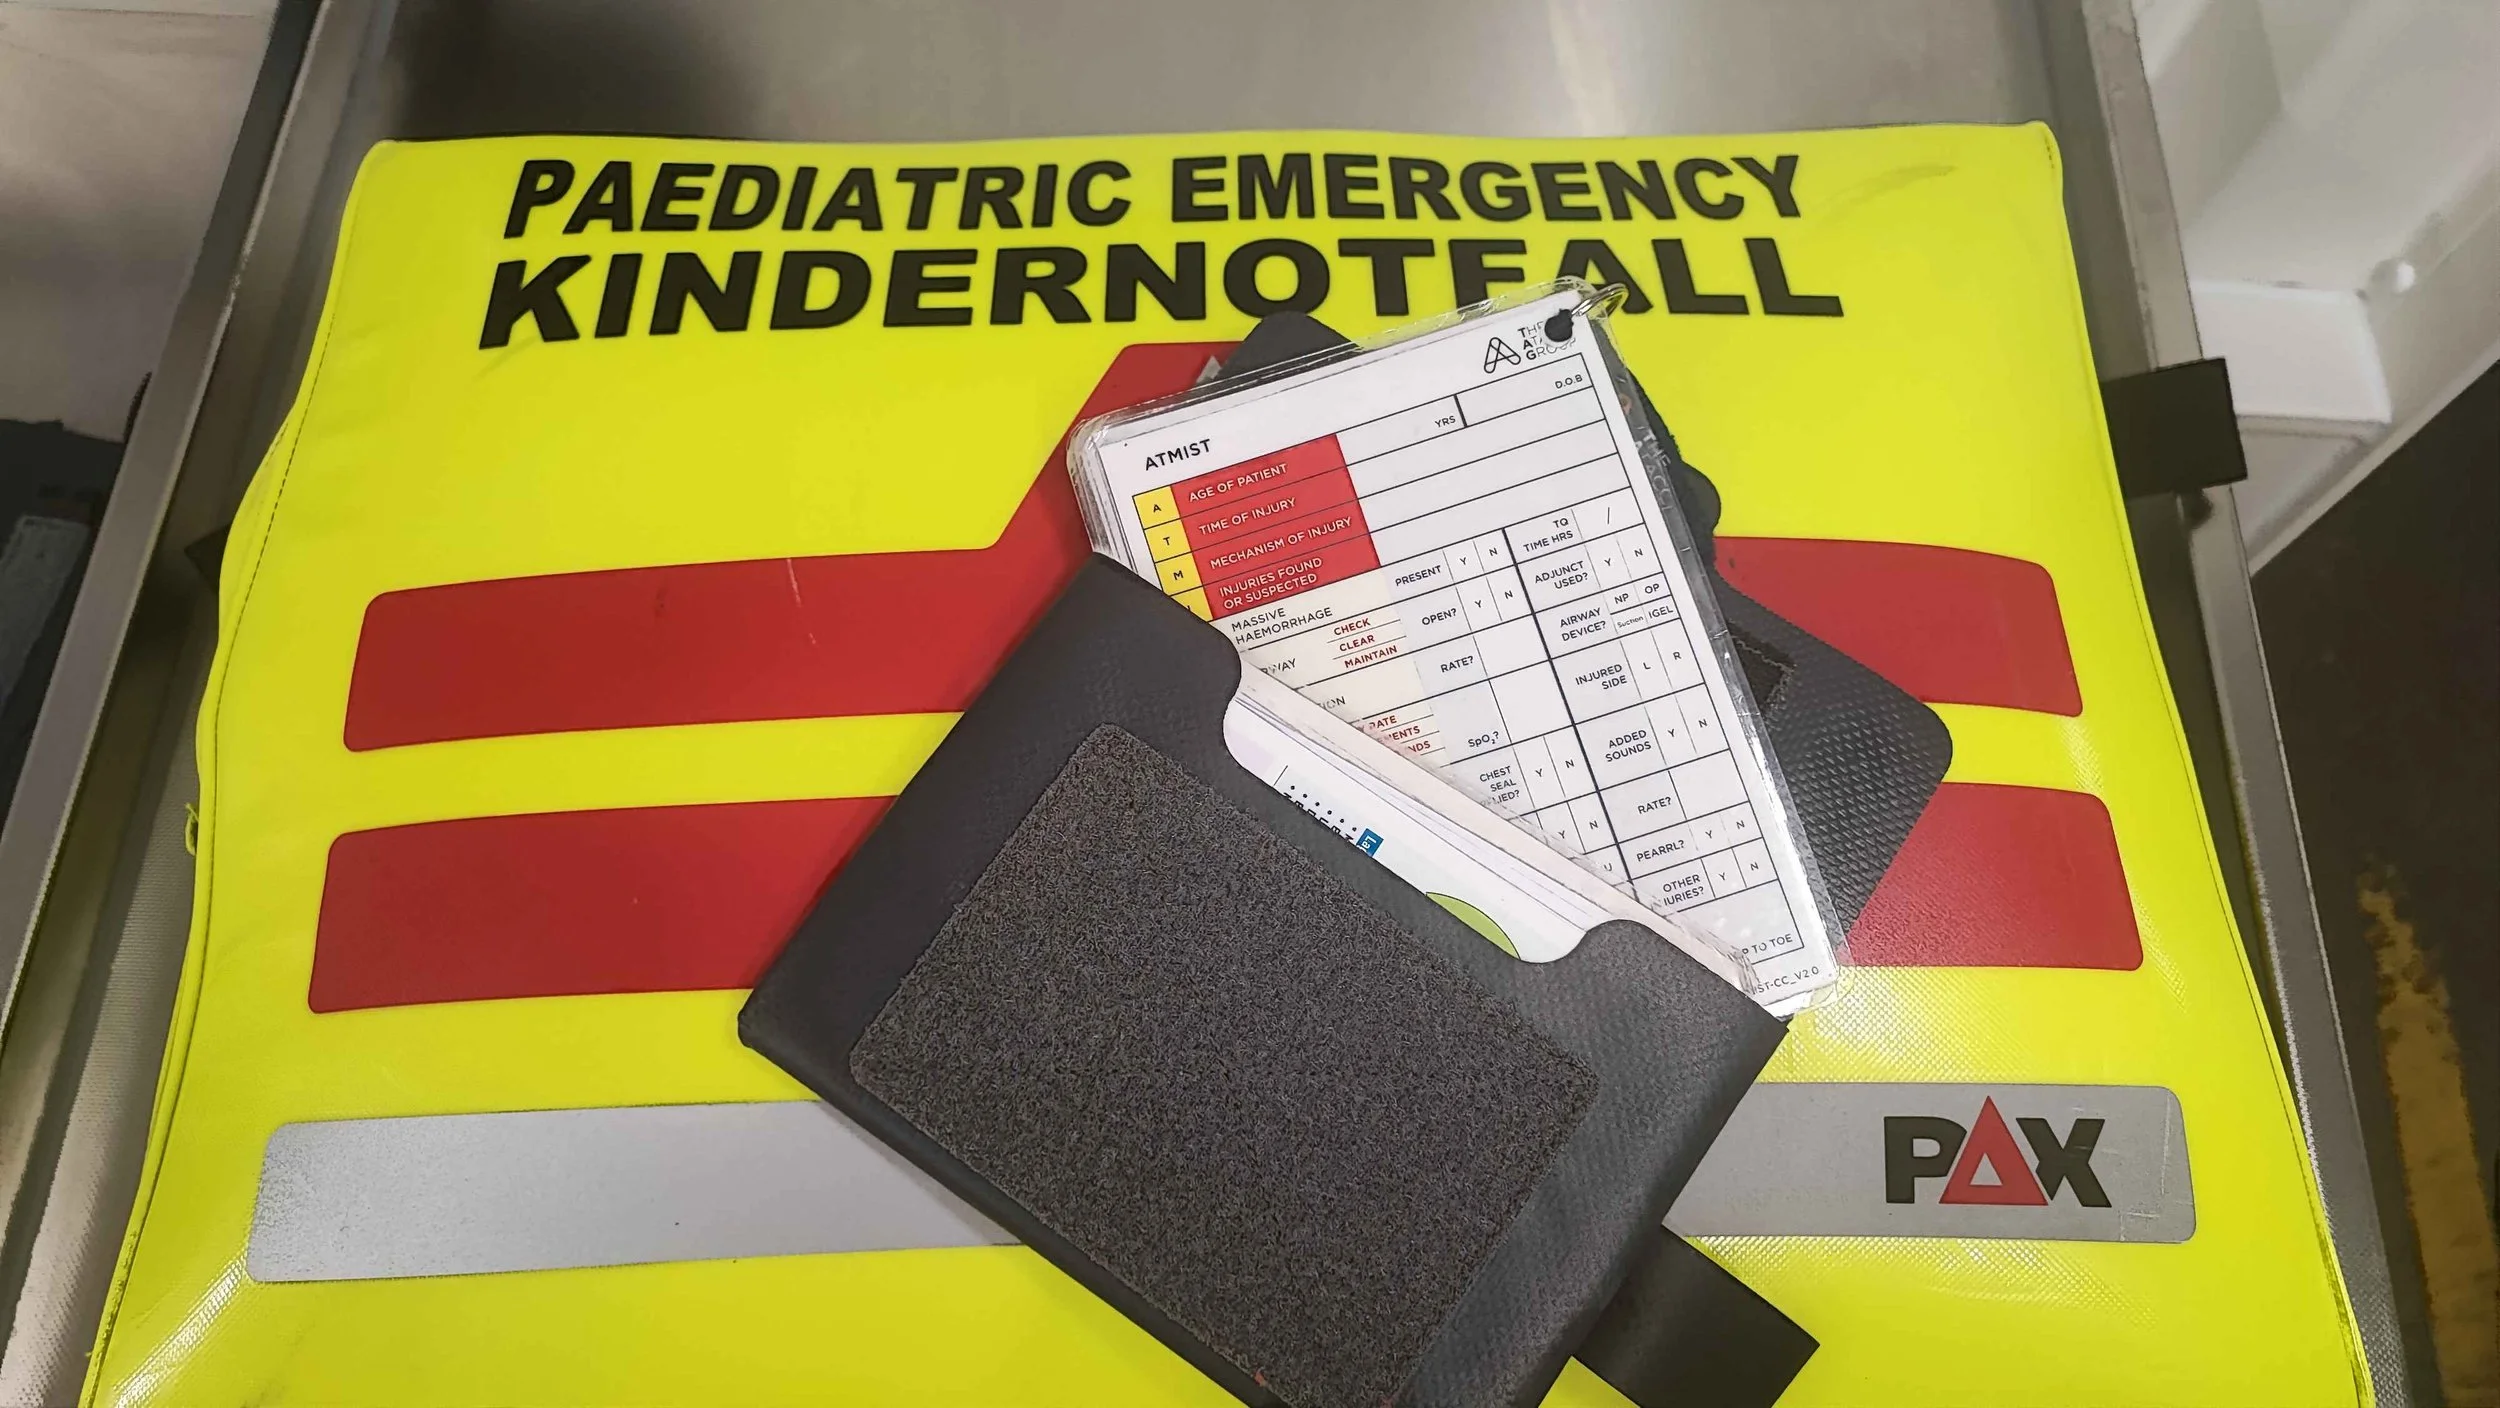 PAEDIATRIC EMERGENCY
KINDERNOTFALL
GROUP
ATMIST
YRS
D.O.B
A AGE OF PATIENT
T TIME OF INJURY
M MECHANISM OF INJURY
INJURIES FOUND
OR SUSPECTED
MASSIVE
HAEMORRHAGE
PRESENT Y N
TQ
TIME HRS /
CHECK
CLEAR
MAINTAIN
OPEN? Y N
ADJUNCT
USED? Y N
RATE?
AIRWAY
DEVICE? NP OP
Suction IGEL
SpO2?
INJURED
SIDE L R
CHEST
SEAL
Y N
ADDED
SOUNDS Y N
Y N
RATE?
U
PEARRL? Y N
OTHER
Y N
TO TOE
PAX